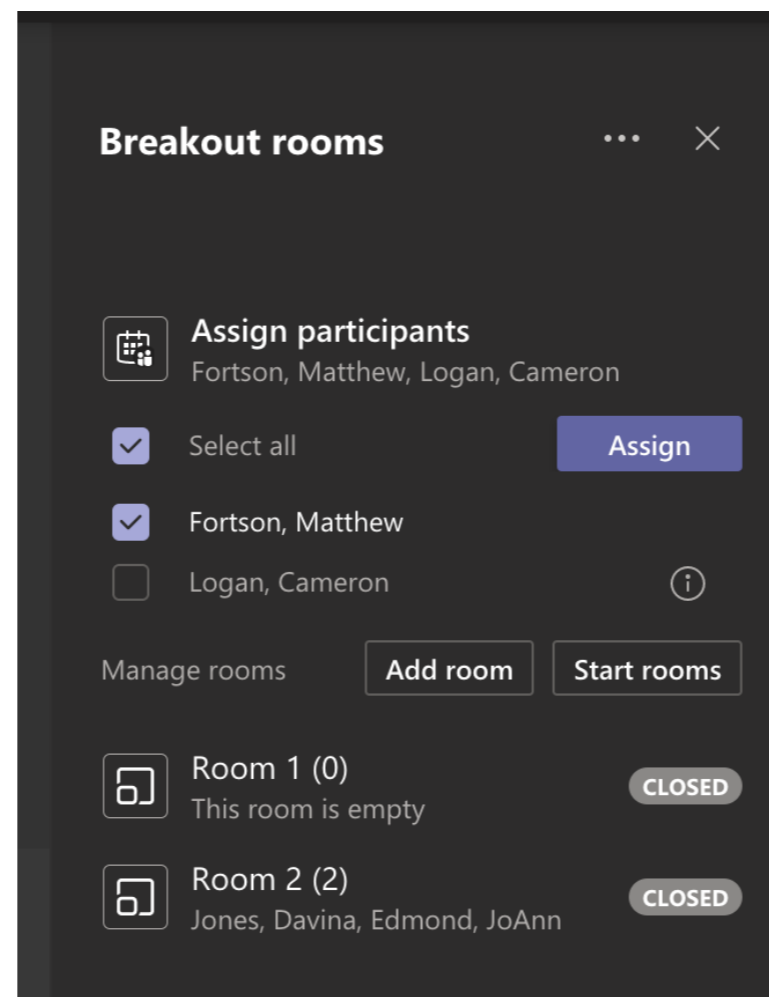 Breakout rooms
Assign participants
Fortson, Matthew, Logan, Cameron
Select all
Assign
Fortson, Matthew
Logan, Cameron
Manage rooms
Add room
Start rooms
Room 1 (0)
This room is empty
CLOSED
Room 2 (2)
Jones, Davina, Edmond, JoAnn
CLOSED